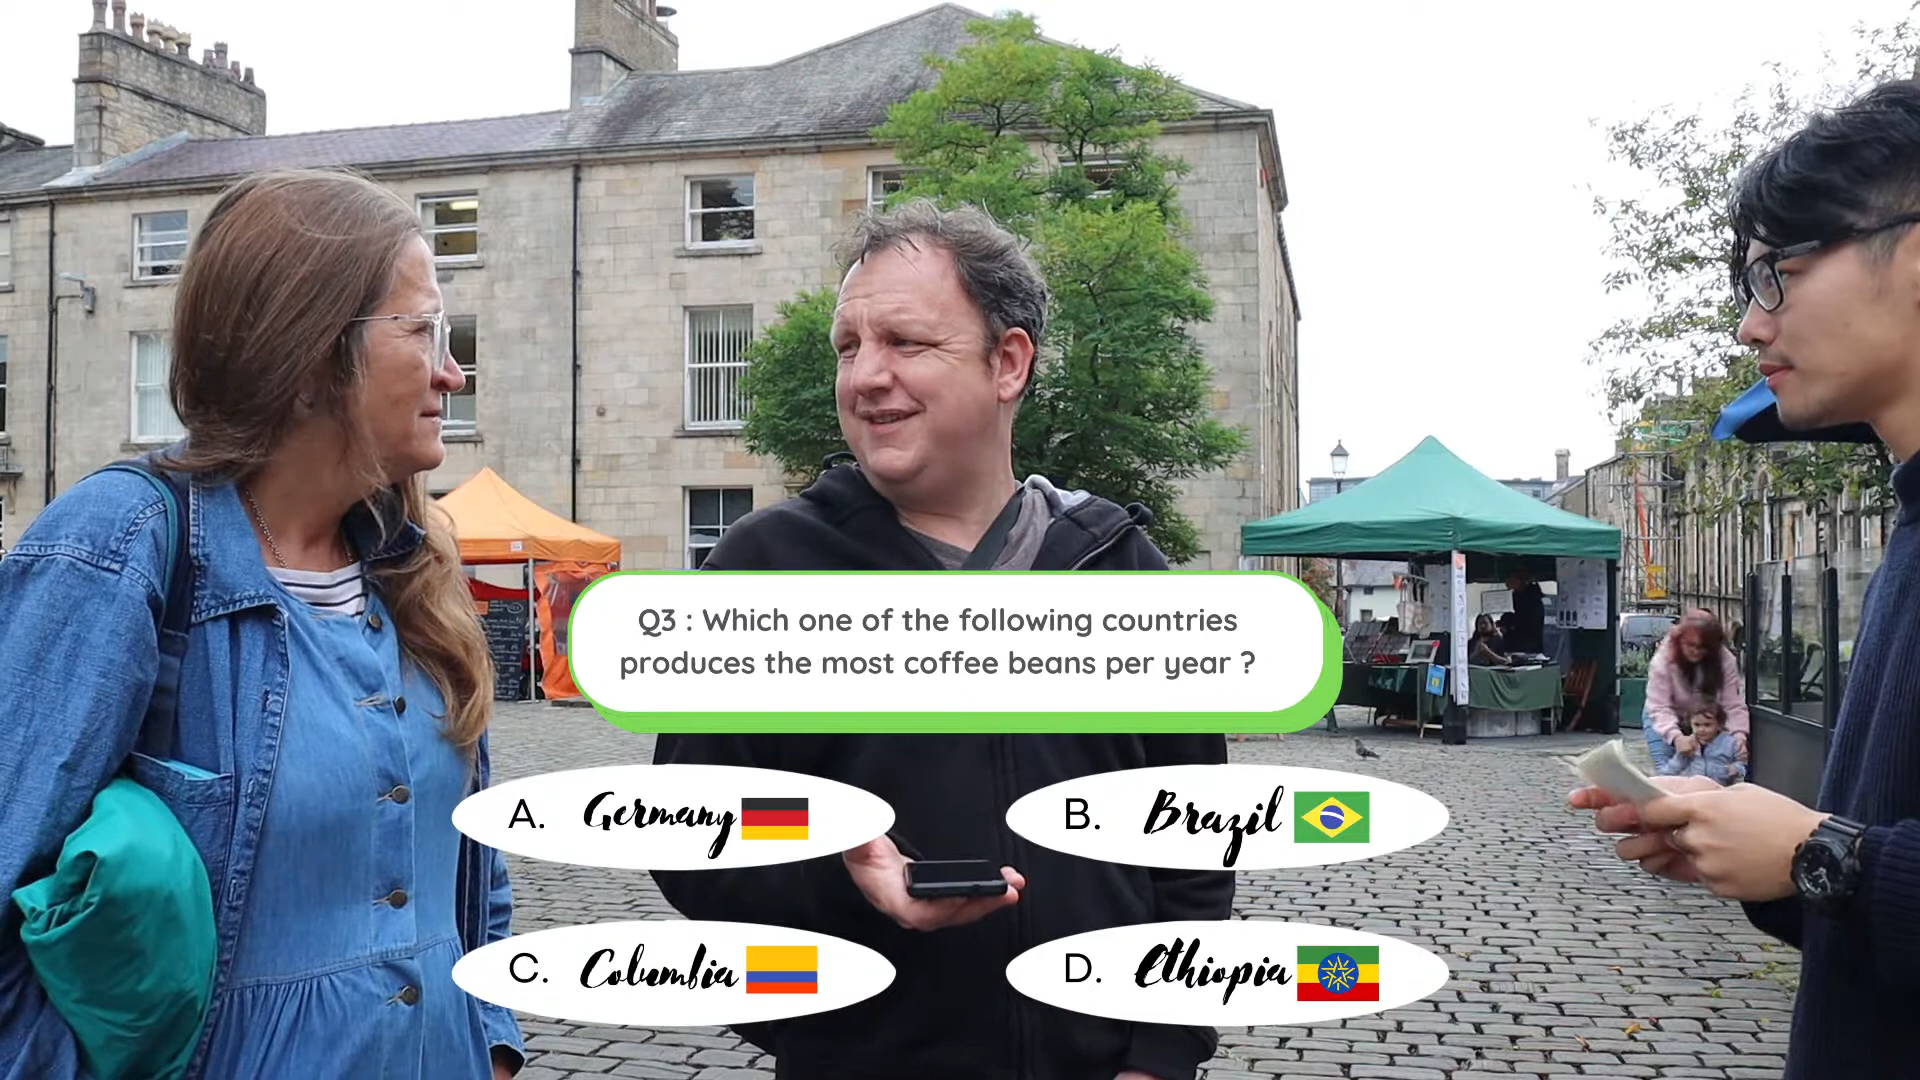 Q3 : Which one of the following countries
produces the most coffee beans per year ?
A. Germany
B. Brazil
C. Columbia
D. Ethiopia